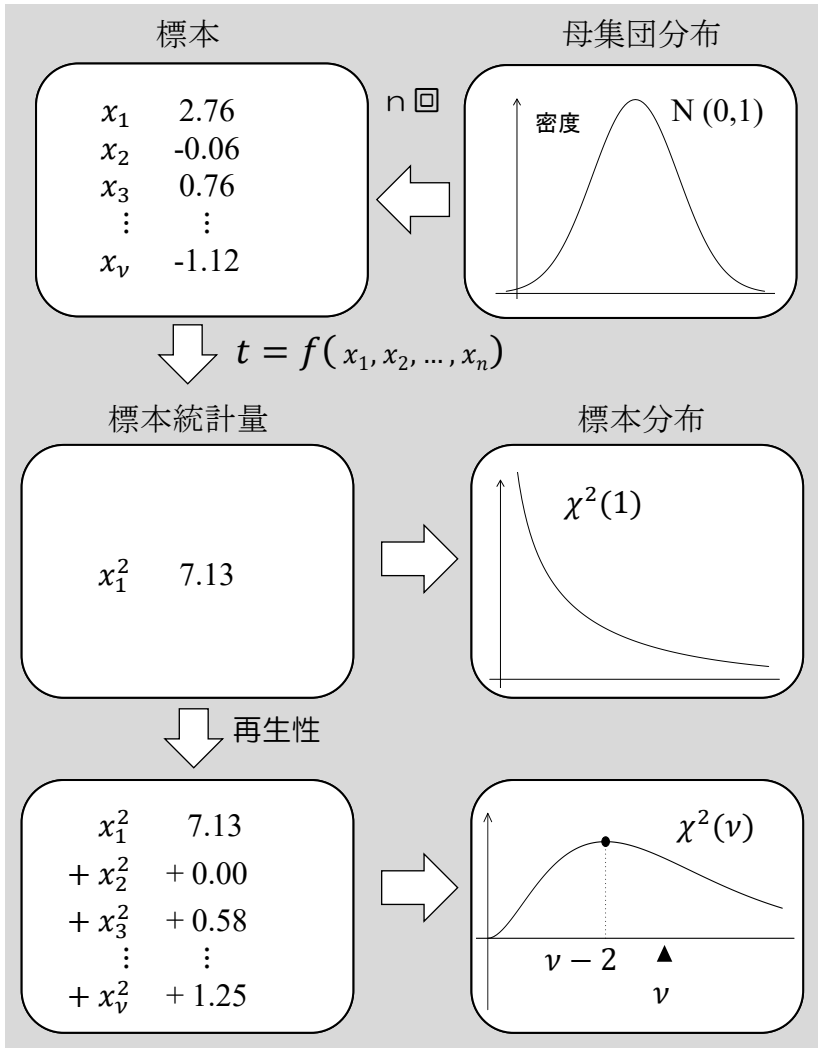 標本
x₁ 2.76
x₂ -0.06
x₃ 0.76
⋮ ⋮
xᵥ -1.12
n回
母集団分布
密度
N (0,1)
t = f( x₁, x₂, … , xₙ)
標本統計量
x₁² 7.13
標本分布
χ²(1)
再生性
x₁² 7.13
+ x₂² + 0.00
+ x₃² + 0.58
⋮ ⋮
+ xᵥ² + 1.25
χ²(ν)
ν − 2
ν